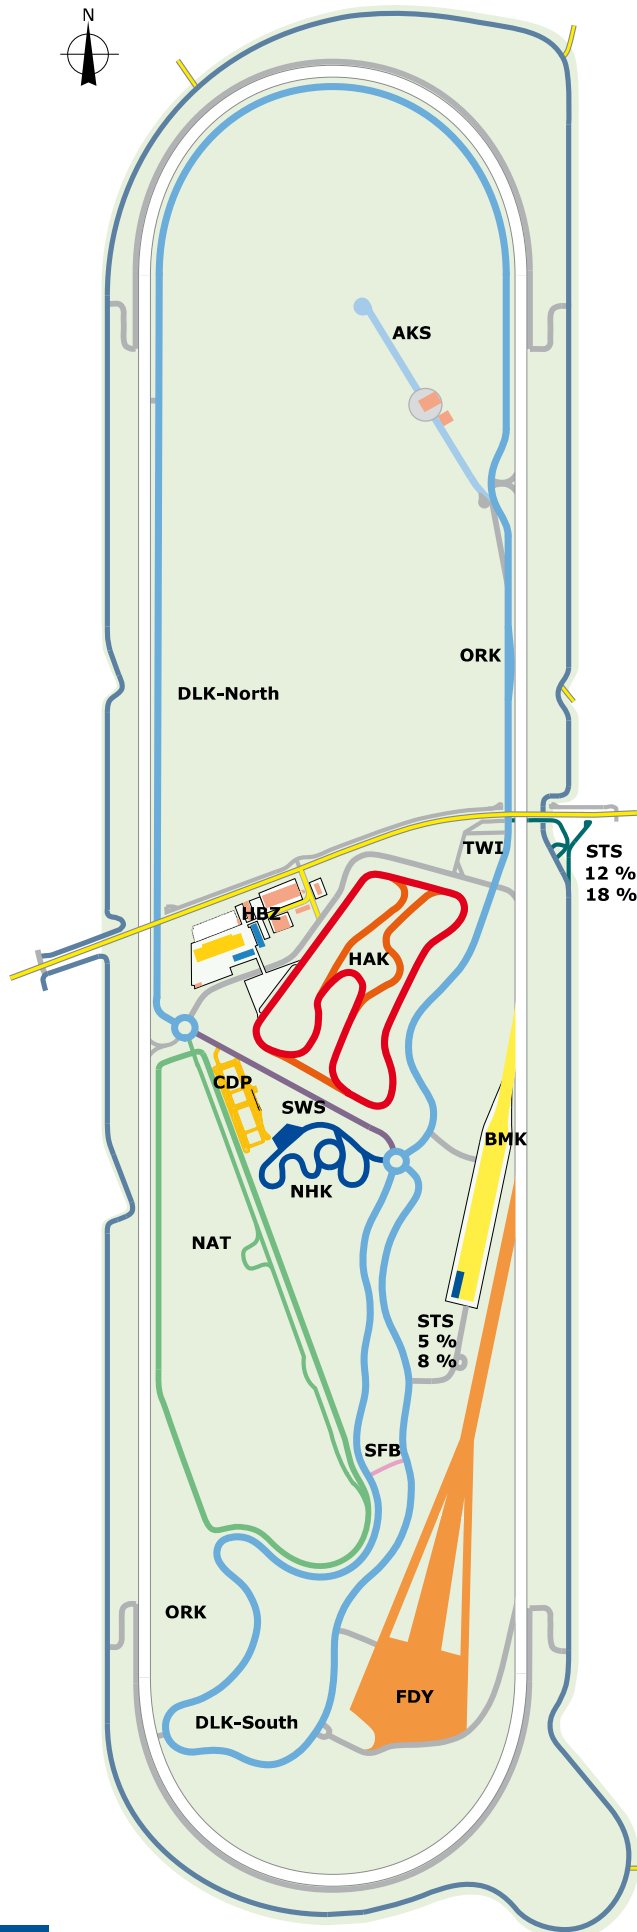 N
AKS
ORK
DLK-North
TWI
STS
12 %
18 %
HBZ
HAK
CDP
SWS
BMK
NHK
NAT
STS
5 %
8 %
SFB
ORK
FDY
DLK-South